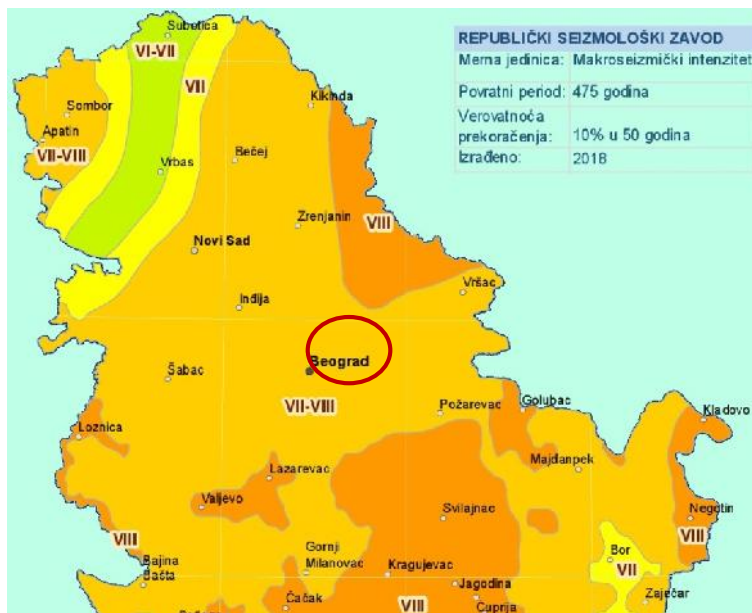 REPUBLIČKI SEIZMOLOŠKI ZAVOD
Merna jedinica: Makroseizmički intenzitet
Povratni period: 475 godina
Verovatnoća
prekoračenja: 10% u 50 godina
Izrađeno: 2018
Subotica
VI-VII
VII
Sombor
Kikinda
Apatin
VII-VIII
Vrbas
Bečej
Zrenjanin
VIII
Novi Sad
Vršac
Inđija
Beograd
Šabac
VII-VIII
Požarevac
Golubac
Kladovo
Loznica
Majdanpek
Lazarevac
Valjevo
Svilajnac
Negotin
VIII
VIII
Bajina
Bašta
Gornji
Milanovac
Bor
VII
Kragujevac
Jagodina
Zaječar
Čačak
VIII
Ćuprija